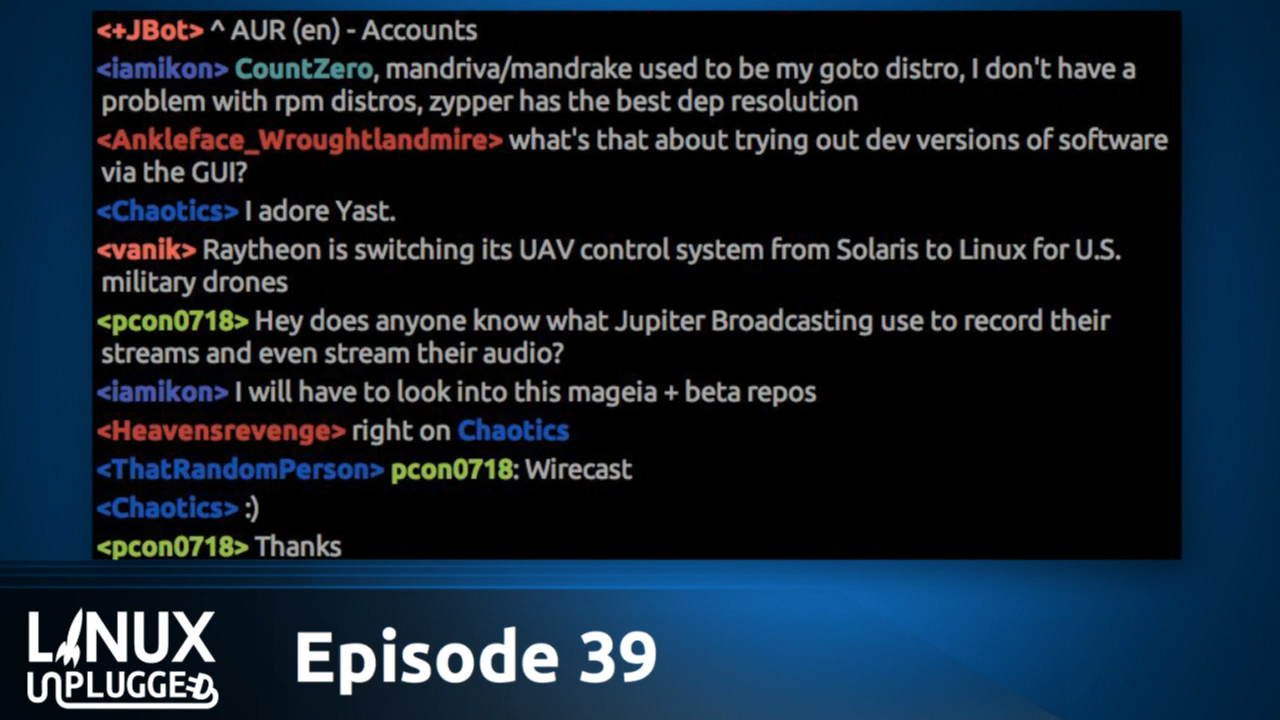 <+JBot> ^ AUR (en) - Accounts
<iamikon> CountZero, mandriva/mandrake used to be my goto distro, I don't have a
problem with rpm distros, zypper has the best dep resolution
<Ankleface_Wroughtlandmire> what's that about trying out dev versions of software
via the GUI?
<Chaotics> I adore Yast.
<vanik> Raytheon is switching its UAV control system from Solaris to Linux for U.S.
military drones
<pcon0718> Hey does anyone know what Jupiter Broadcasting use to record their
streams and even stream their audio?
<iamikon> I will have to look into this mageia + beta repos
<Heavensrevenge> right on Chaotics
<ThatRandomPerson> pcon0718: Wirecast
<Chaotics> :)
<pcon0718> Thanks
LINUX
UNPLUGGED
Episode 39